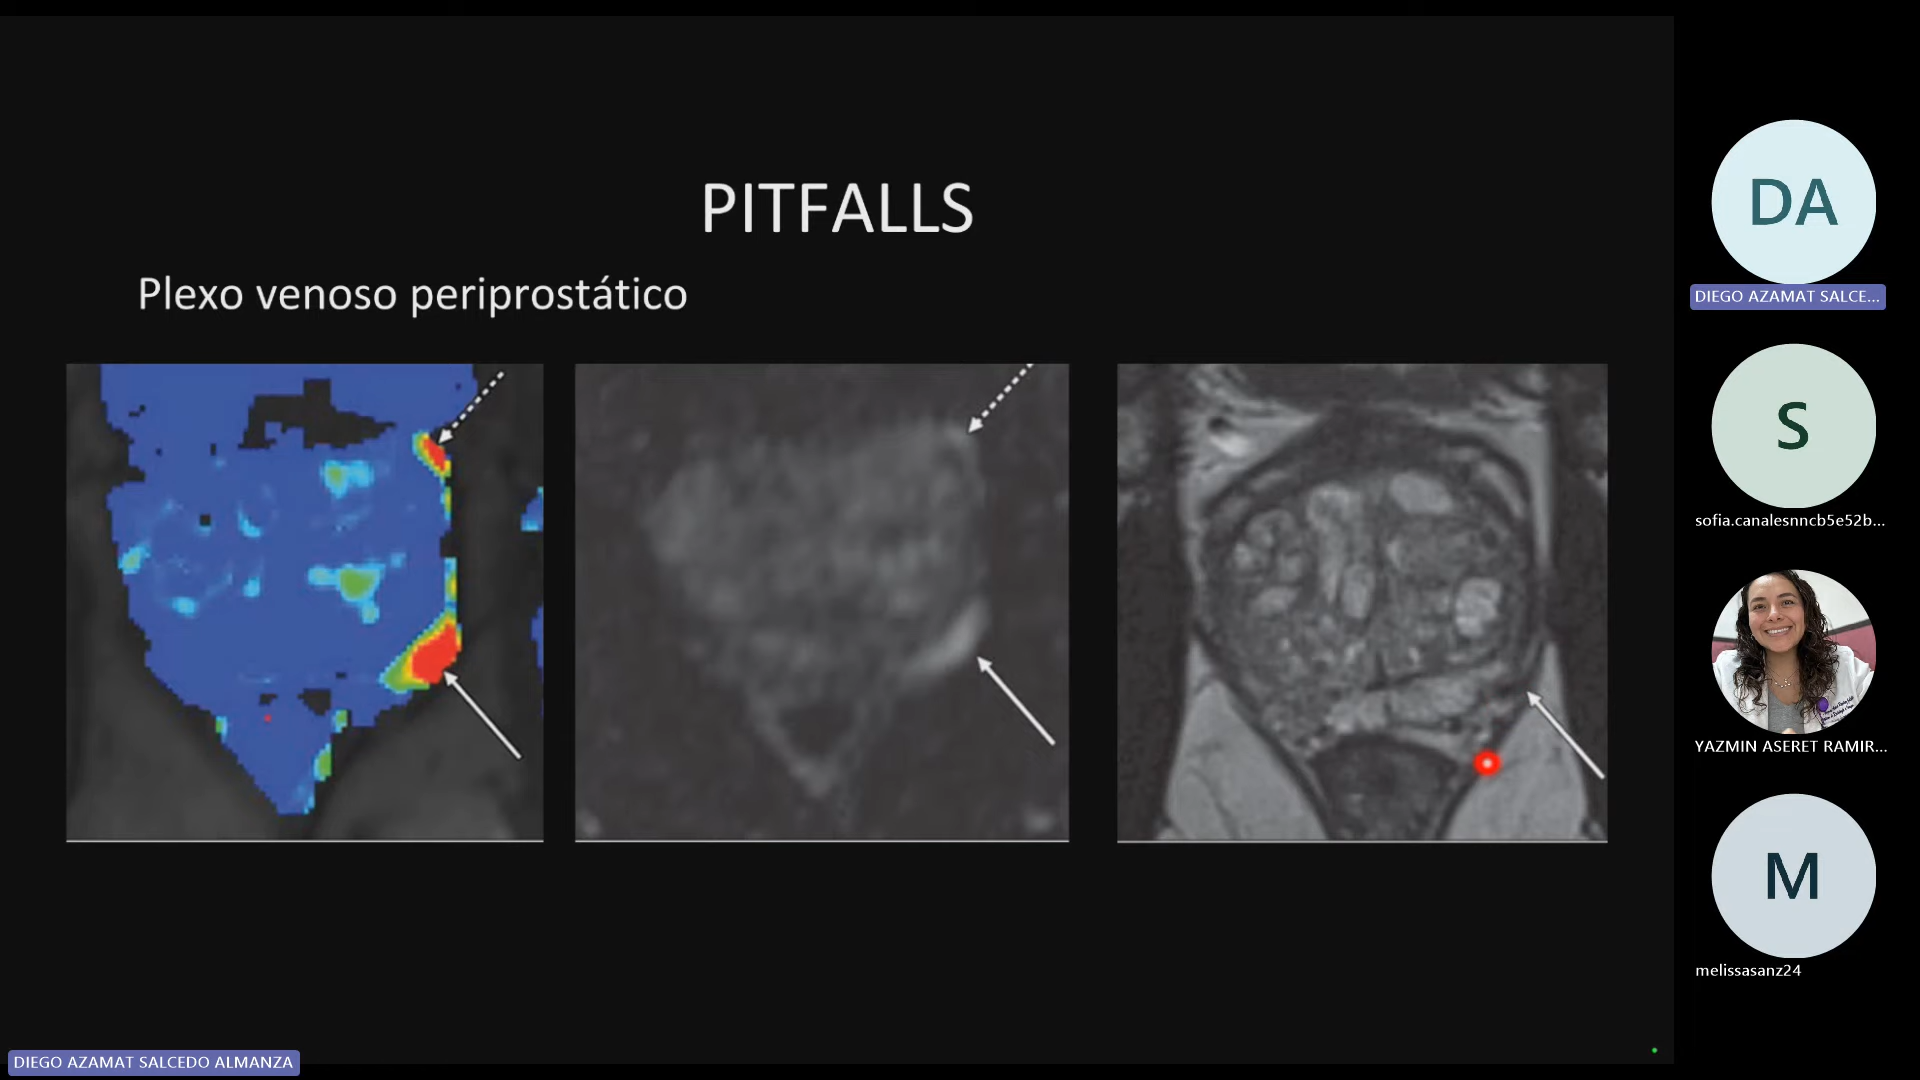 PITFALLS
Plexo venoso periprostático
DA
DIEGO AZAMAT SALCE...
S
sofia.canalesnncb5e52b...
YAZMIN ASERET RAMIR...
M
melissasanz24
DIEGO AZAMAT SALCEDO ALMANZA